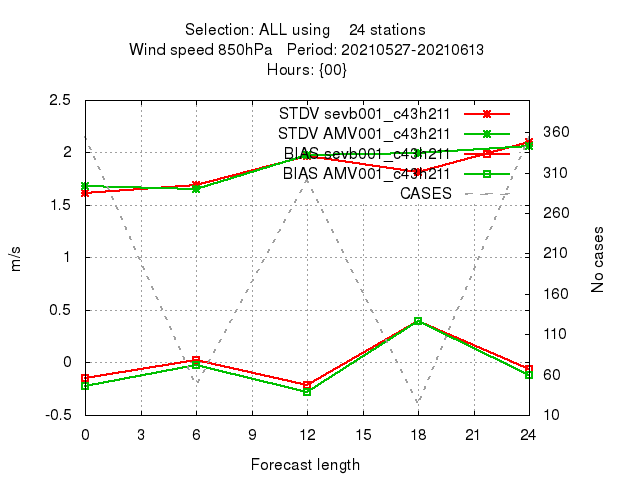 Selection: ALL using    24 stations
Wind speed 850hPa   Period: 20210527-20210613
Hours: {00}
STDV sevb001_c43h211
STDV AMV001_c43h211
BIAS sevb001_c43h211
BIAS AMV001_c43h211
CASES
2.5
2
1.5
1
0.5
0
-0.5
m/s
360
310
260
210
160
110
60
10
No cases
0 3 6 9 12 15 18 21 24
Forecast length